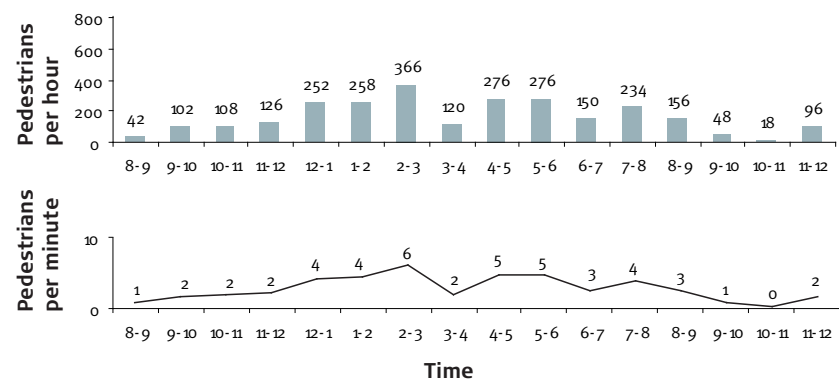 Pedestrians
per hour
800
600
400
200
0
42 102 108 126 252 258 366 120 276 276 150 234 156 48 18 96
8-9 9-10 10-11 11-12 12-1 1-2 2-3 3-4 4-5 5-6 6-7 7-8 8-9 9-10 10-11 11-12
Pedestrians
per minute
10
0
1 2 2 2 4 4 6 2 5 5 3 4 3 1 0 2
8-9 9-10 10-11 11-12 12-1 1-2 2-3 3-4 4-5 5-6 6-7 7-8 8-9 9-10 10-11 11-12
Time